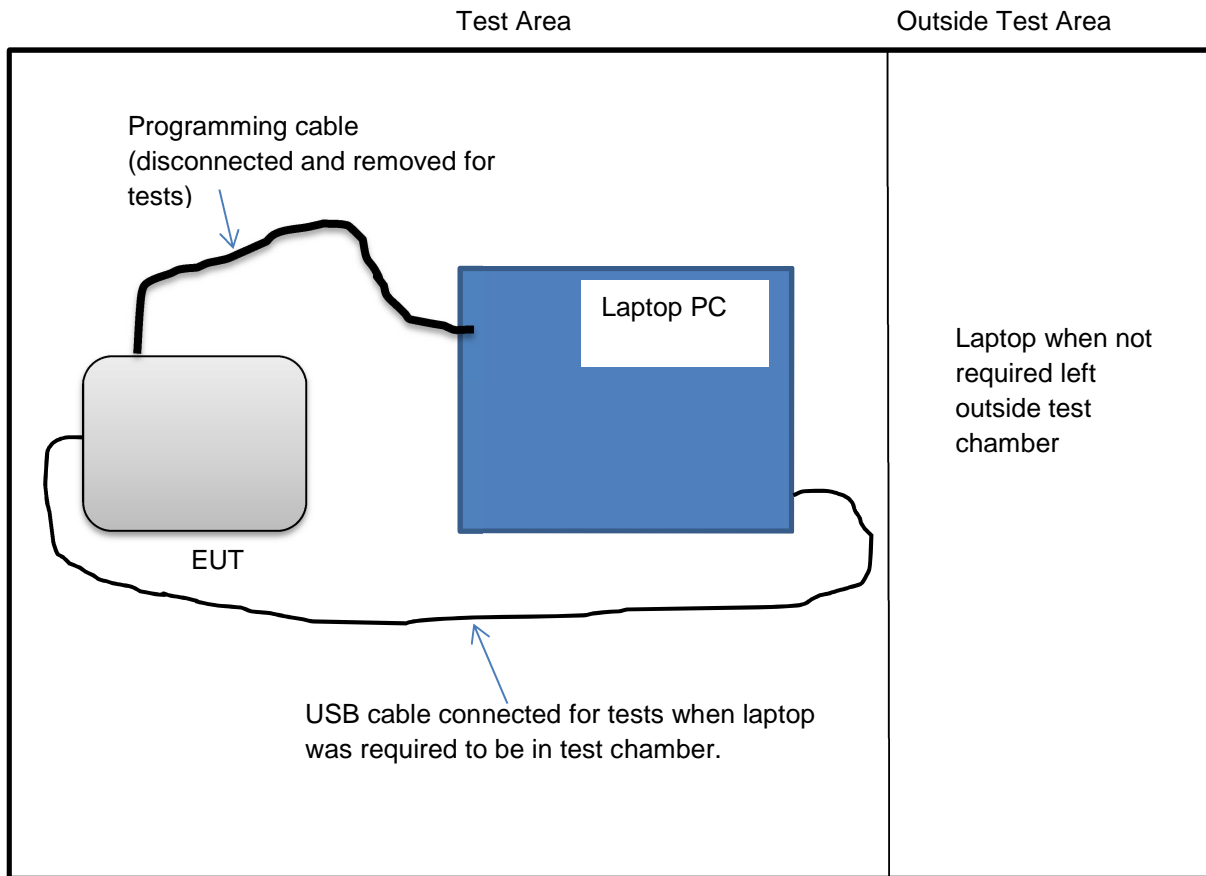 Test Area
Outside Test Area
Programming cable
(disconnected and removed for
tests)
Laptop PC
Laptop when not
required left
outside test
chamber
EUT
USB cable connected for tests when laptop
was required to be in test chamber.